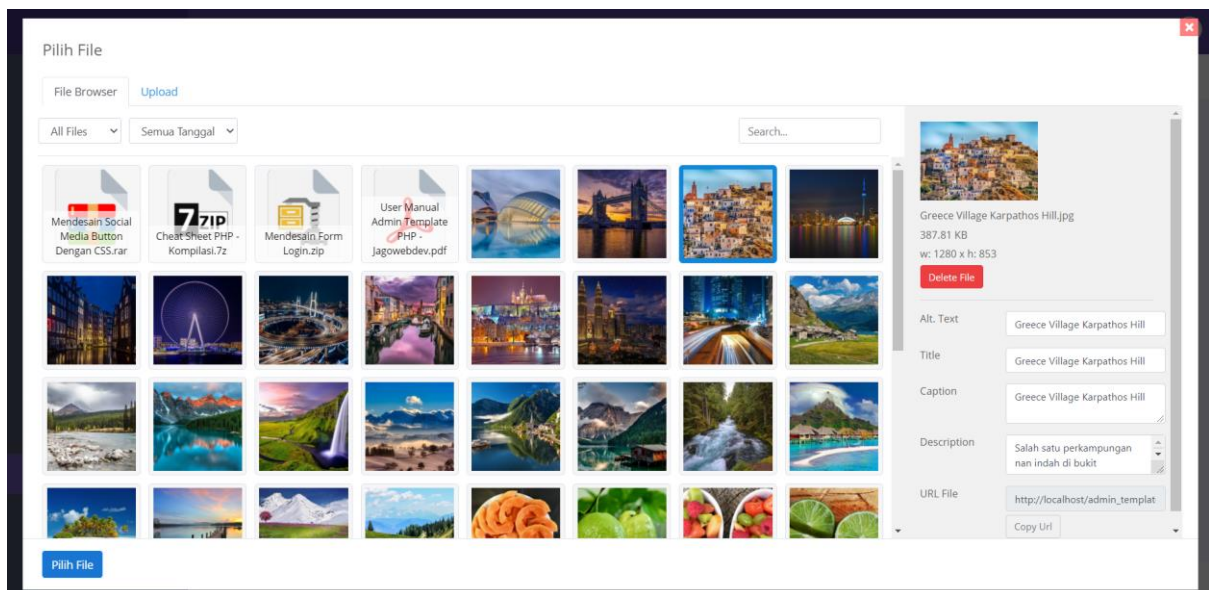 Pilih File
File Browser
Upload
All Files
Semua Tanggal
Search...
Mendesain Social
Media Button
Dengan CSS.rar
7ZIP
Cheat Sheet PHP -
Kompilasi.7z
Mendesain Form
Login.zip
User Manual
Admin Template
PHP -
Jagowebdev.pdf
Greece Village Karpathos Hill.jpg
387.81 KB
w: 1280 x h: 853
Delete File
Alt. Text
Greece Village Karpathos Hill
Title
Greece Village Karpathos Hill
Caption
Greece Village Karpathos Hill
Description
Salah satu perkampungan
nan indah di bukit
URL File
http://localhost/admin_templat
Copy Url
Pilih File